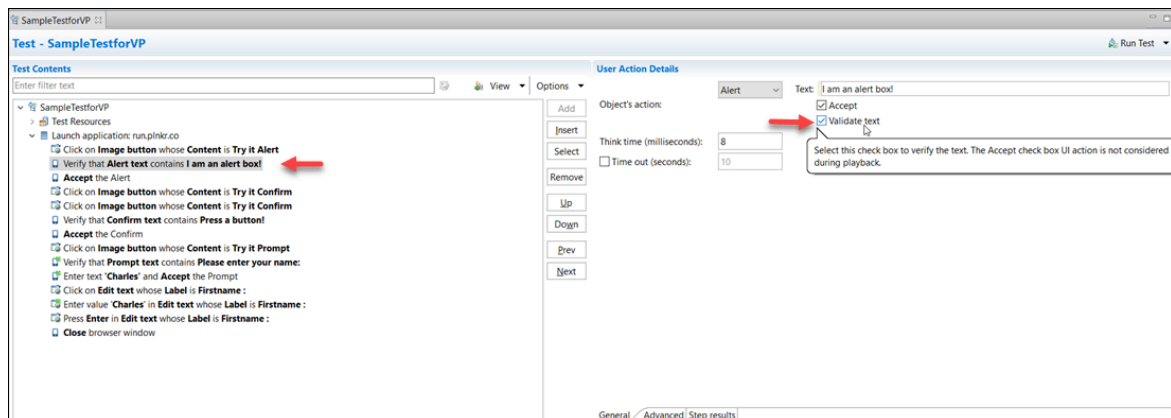 SampleTestforVP
Test - SampleTestforVP
Run Test
Test Contents
Enter filter text
View
Options
SampleTestforVP
Test Resources
Launch application: run.plnkr.co
Click on Image button whose Content is Try it Alert
Verify that Alert text contains I am an alert box!
Accept the Alert
Click on Image button whose Content is Try it Confirm
Click on Image button whose Content is Try it Confirm
Verify that Confirm text contains Press a button!
Accept the Confirm
Click on Image button whose Content is Try it Prompt
Verify that Prompt text contains Please enter your name:
Enter text 'Charles' and Accept the Prompt
Click on Edit text whose Label is Firstname :
Enter value 'Charles' in Edit text whose Label is Firstname :
Press Enter in Edit text whose Label is Firstname :
Close browser window
Add
Insert
Select
Remove
Up
Down
Prev
Next
User Action Details
Object's action:
Alert
Text: I am an alert box!
Accept
Validate text
Think time (milliseconds): 8
Time out (seconds): 10
Select this check box to verify the text. The Accept check box UI action is not considered
during playback.
General Advanced Step results